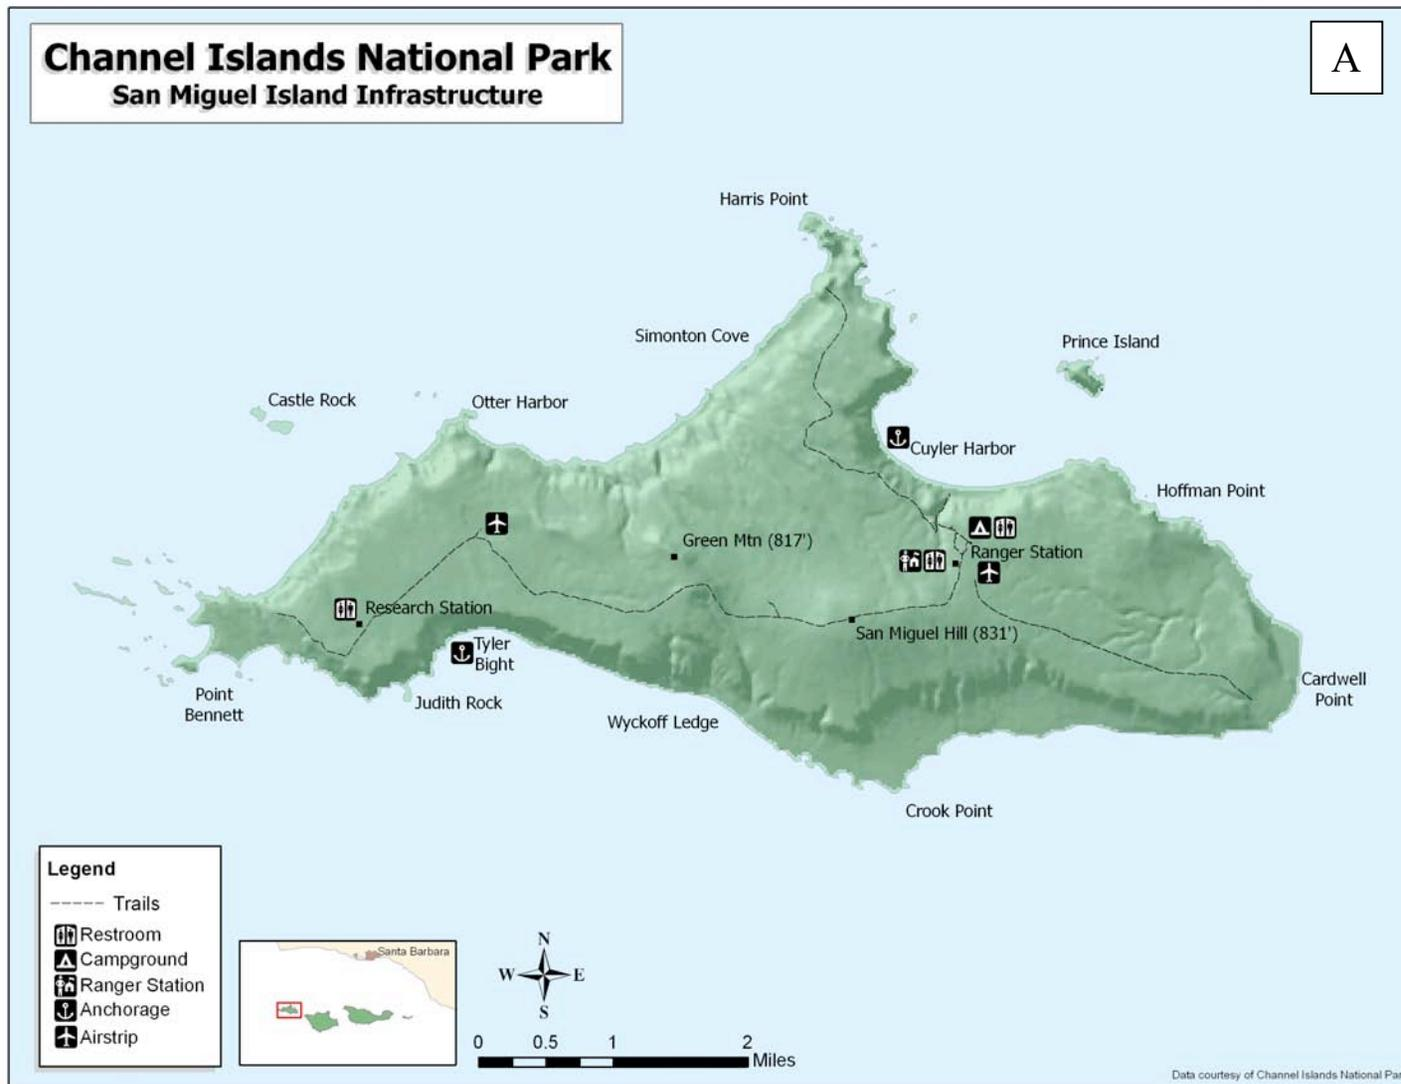 Channel Islands National Park
San Miguel Island Infrastructure
A
Harris Point
Simonton Cove
Prince Island
Castle Rock
Otter Harbor
Cuyler Harbor
Hoffman Point
Green Mtn (817')
Ranger Station
Research Station
San Miguel Hill (831')
Tyler
Bight
Cardwell
Point
Point
Bennett
Judith Rock
Wyckoff Ledge
Crook Point
Legend
Trails
Restroom
Campground
Ranger Station
Anchorage
Airstrip
Santa Barbara
N
W E
S
0 0.5 1 2
Miles
Data courtesy of Channel Islands National Par